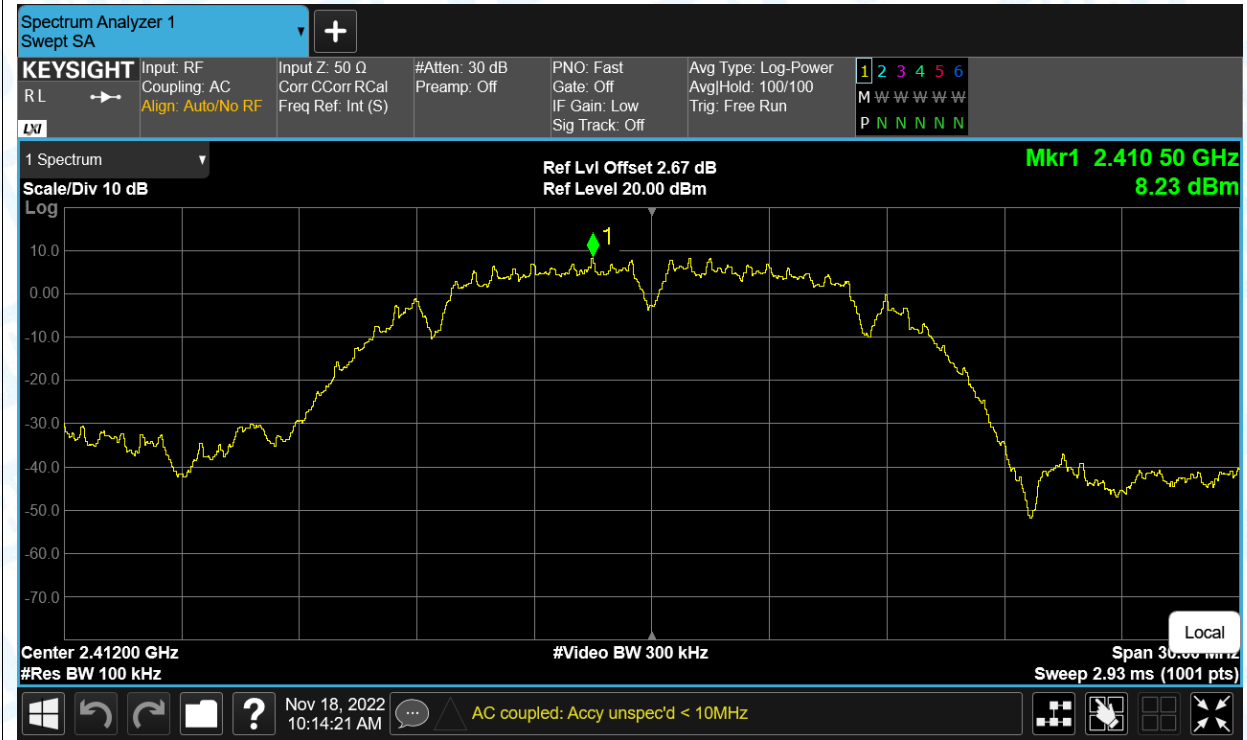 Spectrum Analyzer 1
Swept SA
+
KEYSIGHT
R L
LXI
Input: RF
Coupling: AC
Align: Auto/No RF
Input Z: 50 Ω
Corr CCorr RCal
Freq Ref: Int (S)
#Atten: 30 dB
Preamp: Off
PNO: Fast
Gate: Off
IF Gain: Low
Sig Track: Off
Avg Type: Log-Power
Avg|Hold: 100/100
Trig: Free Run
1 2 3 4 5 6
M W W W W W
P N N N N N
1 Spectrum
Scale/Div 10 dB
Log
Ref Lvl Offset 2.67 dB
Ref Level 20.00 dBm
Mkr1 2.410 50 GHz
8.23 dBm
1
10.0
0.00
-10.0
-20.0
-30.0
-40.0
-50.0
-60.0
-70.0
Local
Center 2.41200 GHz
#Video BW 300 kHz
Span 30.00 MHz
#Res BW 100 kHz
Sweep 2.93 ms (1001 pts)
?
Nov 18, 2022
10:14:21 AM
AC coupled: Accy unspec'd < 10MHz